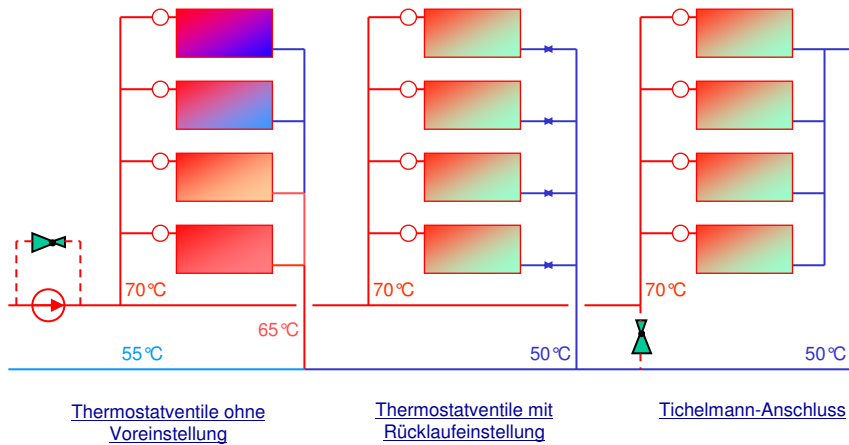 70°C
70°C
70°C
65°C
55°C
50°C
50°C
Thermostatventile ohne
Voreinstellung
Thermostatventile mit
Rücklaufeinstellung
Tichelmann-Anschluss